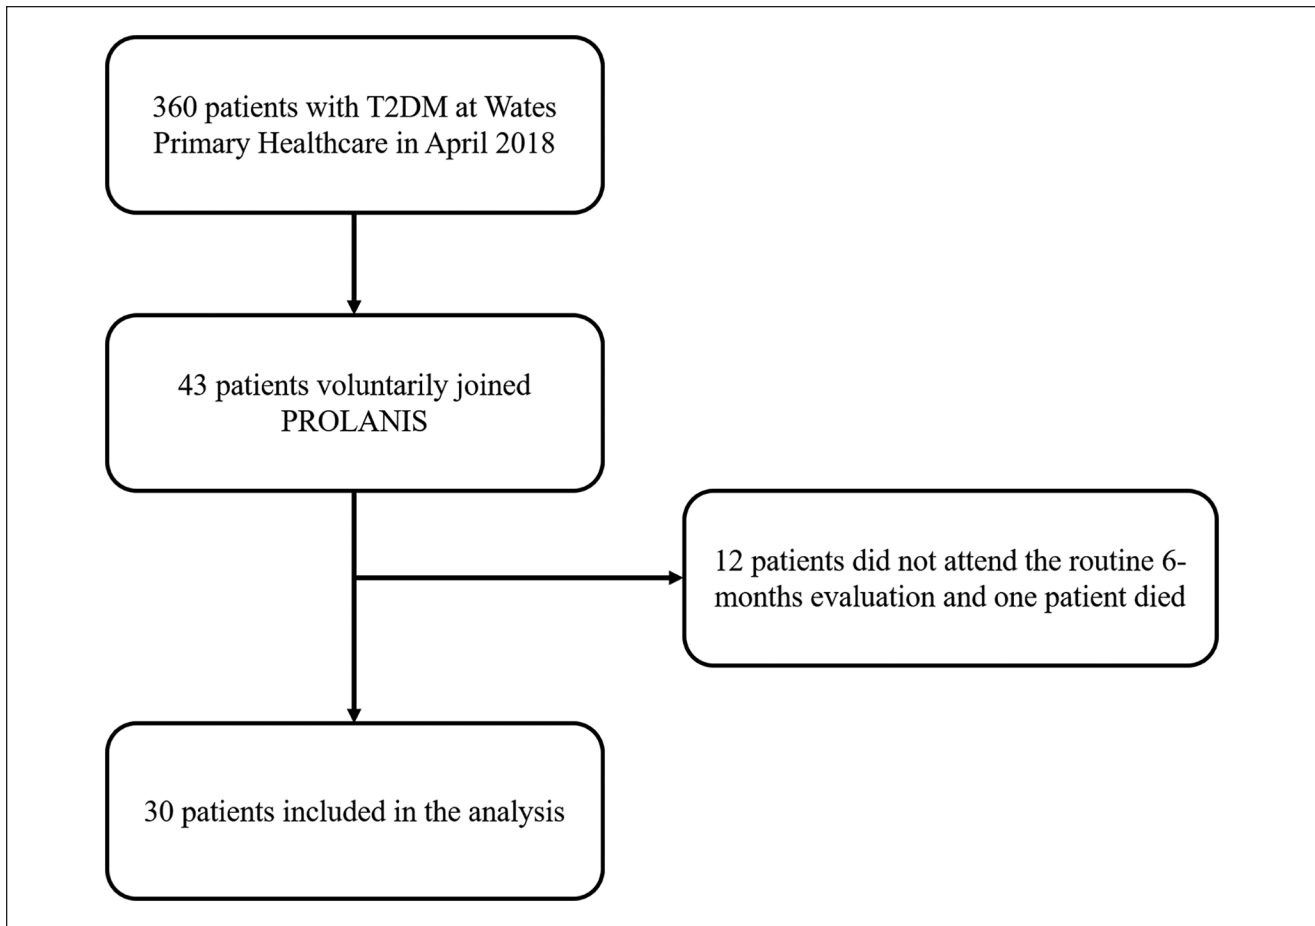 360 patients with T2DM at Wates
Primary Healthcare in April 2018
43 patients voluntarily joined
PROLANIS
12 patients did not attend the routine 6-
months evaluation and one patient died
30 patients included in the analysis